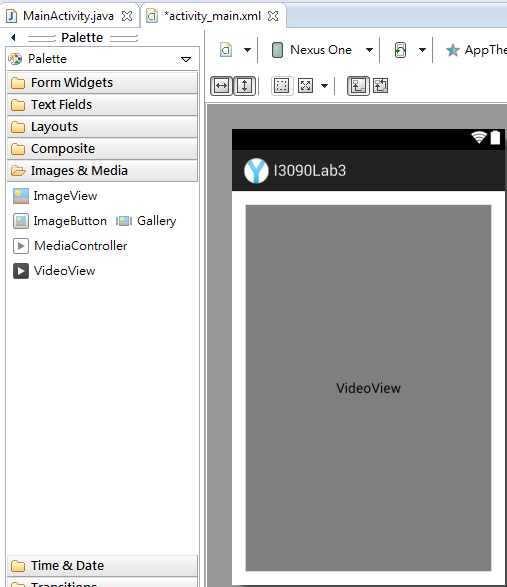 MainActivity.java
*activity_main.xml
Palette
Palette
Form Widgets
Text Fields
Layouts
Composite
Images & Media
ImageView
ImageButton
Gallery
MediaController
VideoView
Time & Date
Transitions
Nexus One
AppThe
I3090Lab3
VideoView